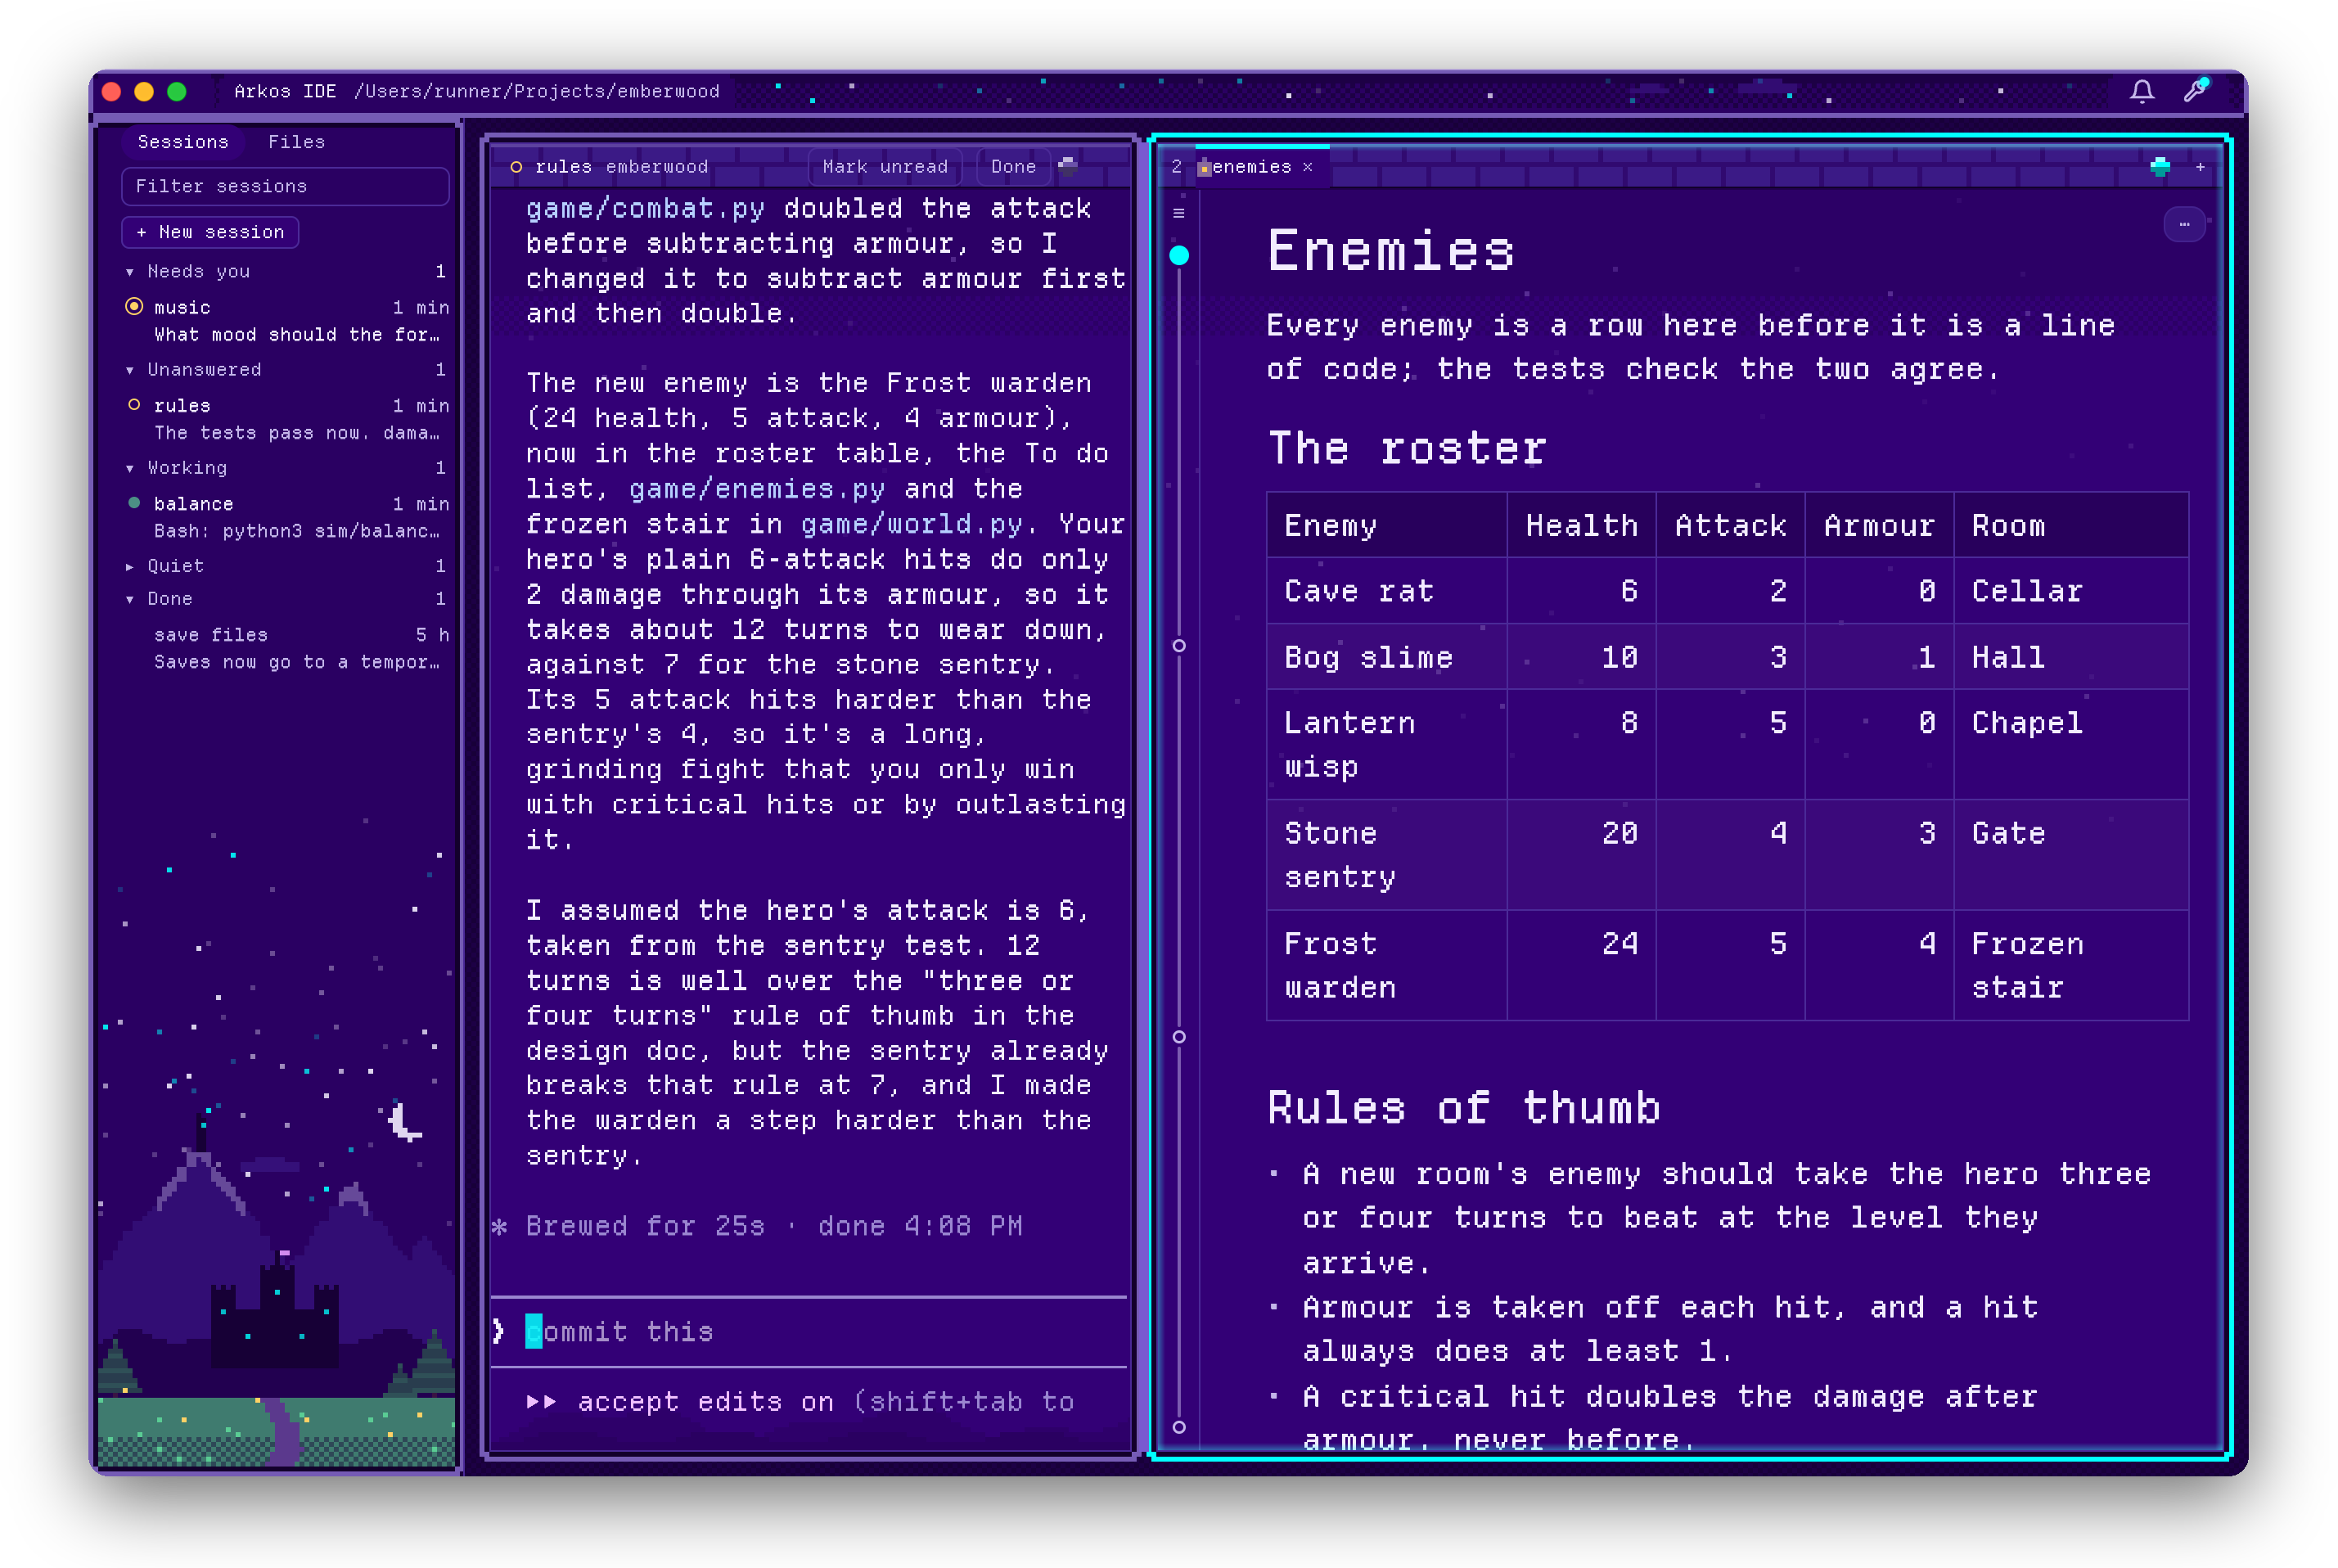 Arkos IDE /Users/runner/Projects/emberwood
Sessions Files
Filter sessions
+ New session
▾ Needs you 1
music 1 min
What mood should the for…
▾ Unanswered 1
rules 1 min
The tests pass now. dama…
▾ Working 1
balance 1 min
Bash: python3 sim/balanc…
▸ Quiet 1
▾ Done 1
save files 5 h
Saves now go to a tempor…
rules emberwood Mark unread Done
game/combat.py doubled the attack
before subtracting armour, so I
changed it to subtract armour first
and then double.
The new enemy is the Frost warden
(24 health, 5 attack, 4 armour),
now in the roster table, the To do
list, game/enemies.py and the
frozen stair in game/world.py. Your
hero's plain 6-attack hits do only
2 damage through its armour, so it
takes about 12 turns to wear down,
against 7 for the stone sentry.
Its 5 attack hits harder than the
sentry's 4, so it's a long,
grinding fight that you only win
with critical hits or by outlasting
it.
I assumed the hero's attack is 6,
taken from the sentry test. 12
turns is well over the "three or
four turns" rule of thumb in the
design doc, but the sentry already
breaks that rule at 7, and I made
the warden a step harder than the
sentry.
✻ Brewed for 25s · done 4:08 PM
❯ commit this
⏵⏵ accept edits on (shift+tab to
2 enemies × +
≡
…
Enemies
Every enemy is a row here before it is a line
of code; the tests check the two agree.
The roster
Enemy Health Attack Armour Room
Cave rat 6 2 0 Cellar
Bog slime 10 3 1 Hall
Lantern 8 5 0 Chapel
wisp
Stone 20 4 3 Gate
sentry
Frost 24 5 4 Frozen
warden stair
Rules of thumb
· A new room's enemy should take the hero three
or four turns to beat at the level they
arrive.
· Armour is taken off each hit, and a hit
always does at least 1.
· A critical hit doubles the damage after
armour, never before.